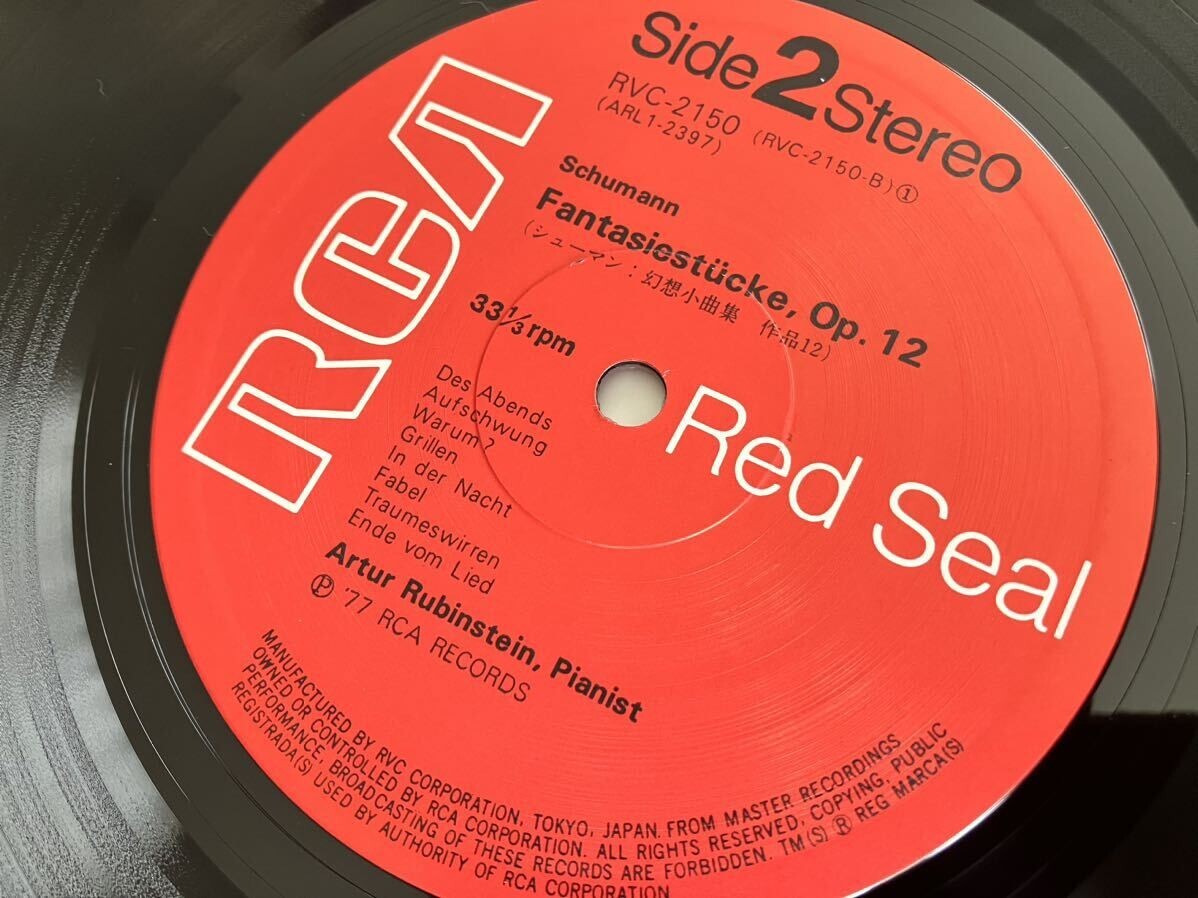 RCA
Side 2 Stereo
RVC-2150 (RVC-2150-B) ①
(ARL1-2397)
Schumann
Fantasiestücke, Op. 12
(シューマン:幻想小曲集 作品12)
33 1/3 rpm
Red Seal
Des Abends
Aufschwung
Warum?
Grillen
In der Nacht
Fabel
Traumeswirren
Ende vom Lied
Artur Rubinstein, Pianist
Ⓟ '77 RCA RECORDS
MANUFACTURED BY RVC CORPORATION, TOKYO, JAPAN. FROM MASTER RECORDINGS
OWNED OR CONTROLLED BY RCA CORPORATION. ALL RIGHTS RESERVED, COPYING, PUBLIC
PERFORMANCE, BROADCASTING OF THESE RECORDS ARE FORBIDDEN. TM(S) ® REG MARCA(S)
REGISTRADA(S) USED BY AUTHORITY OF RCA CORPORATION